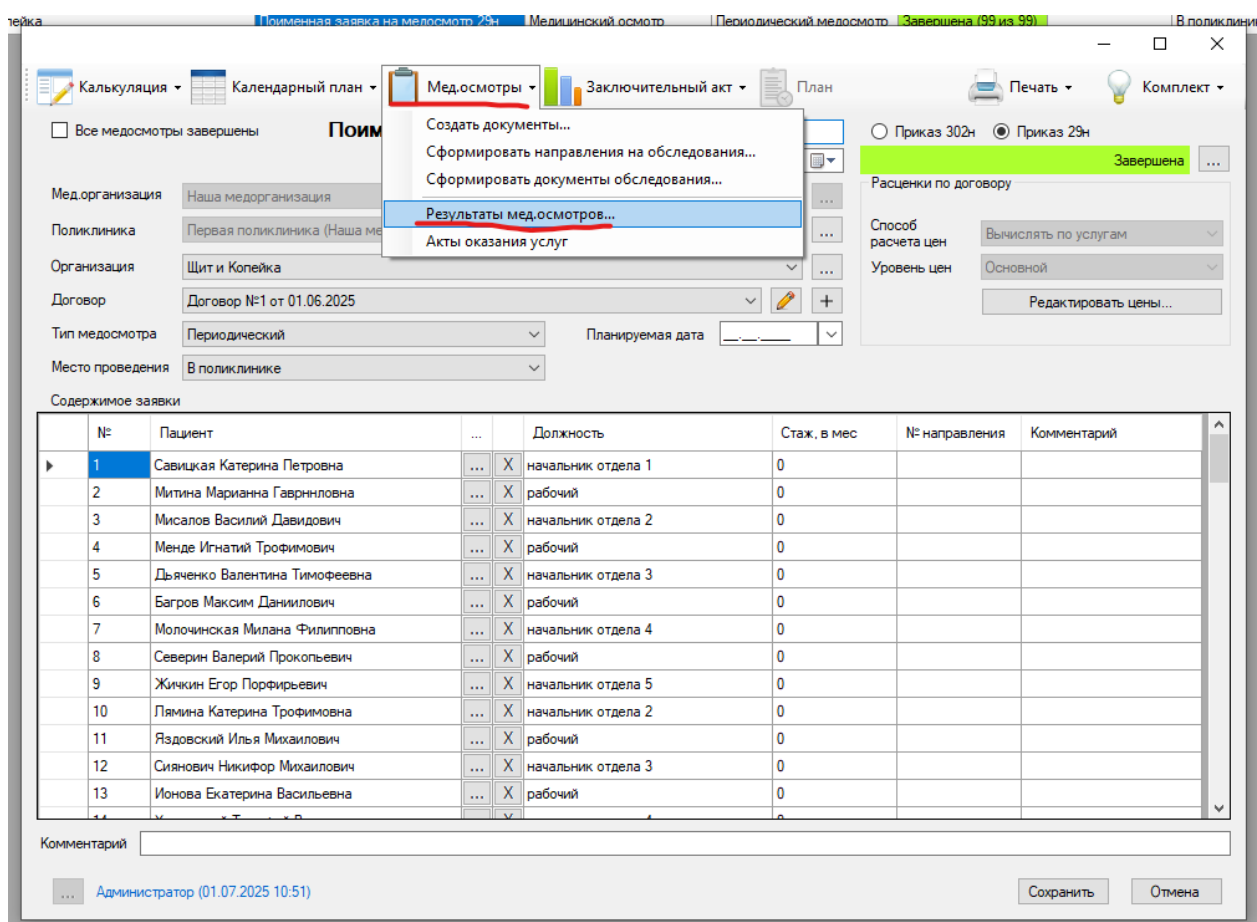 пейка Поименная заявка на медосмотр 29н Медицинский осмотр Периодический медосмотр Завершена (99 из 99) В поликлини
Калькуляция Календарный план Мед.осмотры Заключительный акт План Печать Комплект
Все медосмотры завершены Поим Создать документы... Приказ 302н Приказ 29н
Сформировать направления на обследования... Завершена ...
Сформировать документы обследования... Расценки по договору
Мед.организация Наша медорганизация Результаты мед.осмотров... ...
Поликлиника Первая поликлиника (Наша ме Акты оказания услуг ... Способ расчета цен Вычислять по услугам
Организация Щит и Копейка ... Уровень цен Основной
Договор Договор №1 от 01.06.2025 + Редактировать цены...
Тип медосмотра Периодический Планируемая дата __.__.____
Место проведения В поликлинике
Содержимое заявки
№ Пациент ... Должность Стаж, в мес № направления Комментарий
1 Савицкая Катерина Петровна ... X начальник отдела 1 0
2 Митина Марианна Гаврннловна ... X рабочий 0
3 Мисалов Василий Давидович ... X начальник отдела 2 0
4 Менде Игнатий Трофимович ... X рабочий 0
5 Дьяченко Валентина Тимофеевна ... X начальник отдела 3 0
6 Багров Максим Даниилович ... X рабочий 0
7 Молочинская Милана Филипповна ... X начальник отдела 4 0
8 Северин Валерий Прокопьевич ... X рабочий 0
9 Жичкин Егор Порфирьевич ... X начальник отдела 5 0
10 Лямина Катерина Трофимовна ... X начальник отдела 2 0
11 Яздовский Илья Михаилович ... X рабочий 0
12 Сиянович Никифор Михаилович ... X начальник отдела 3 0
13 Ионова Екатерина Васильевна ... X рабочий 0
Комментарий
... Администратор (01.07.2025 10:51) Сохранить Отмена